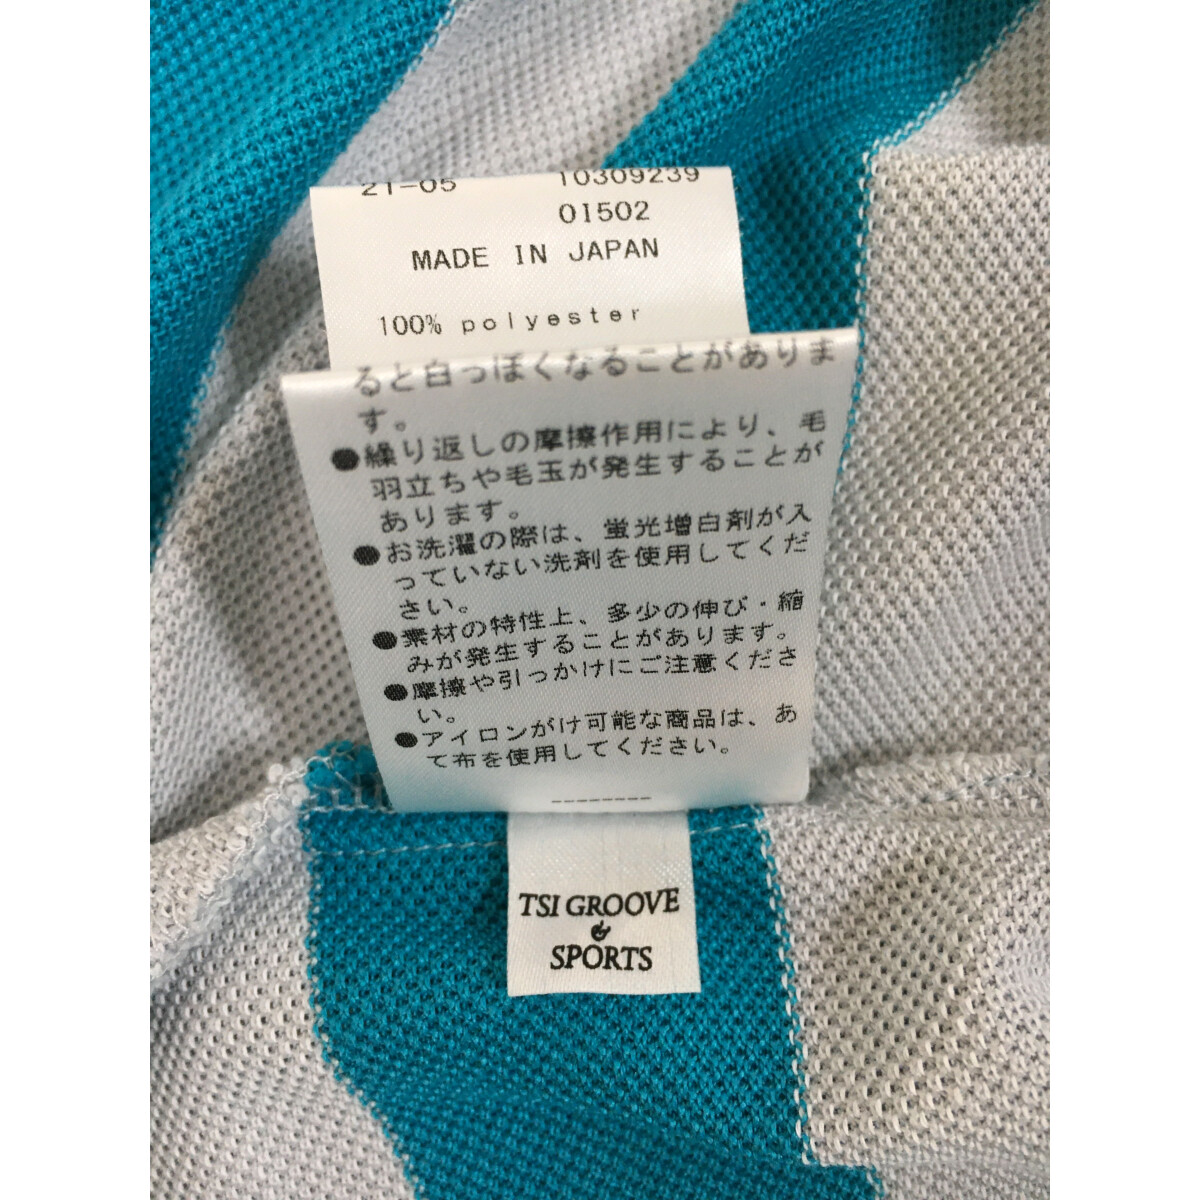 21-05 10309239
01502
MADE IN JAPAN
100% polyester
ると白っぽくなることがありま
す。
●繰り返しの摩擦作用により、毛
羽立ちや毛玉が発生することが
あります。
●お洗濯の際は、蛍光増白剤が入
っていない洗剤を使用してくだ
さい。
●素材の特性上、多少の伸び・縮
みが発生することがあります。
●摩擦や引っかけにご注意くださ
い。
●アイロンがけ可能な商品は、あ
て布を使用してください。
--------
TSI GROOVE
&
SPORTS